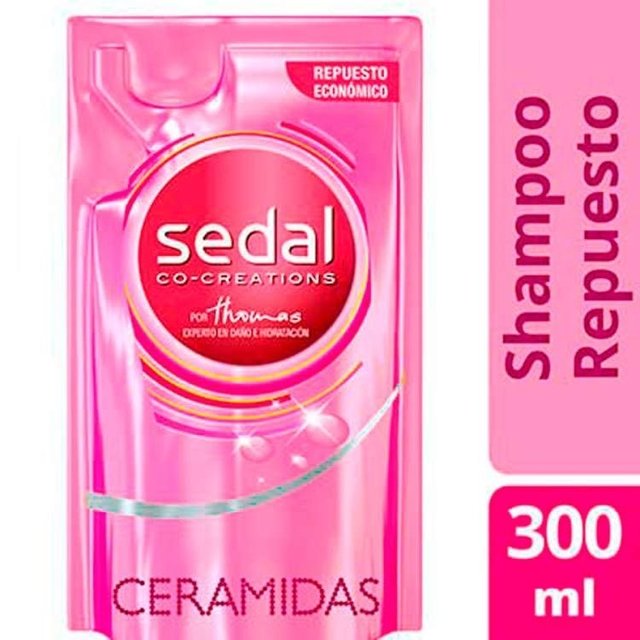 REPUESTO
ECONÓMICO
sedal
CO-CREATIONS
POR Thomas
EXPERTO EN DAÑO E HIDRATACIÓN
CERAMIDAS
Shampoo
Repuesto
300
ml